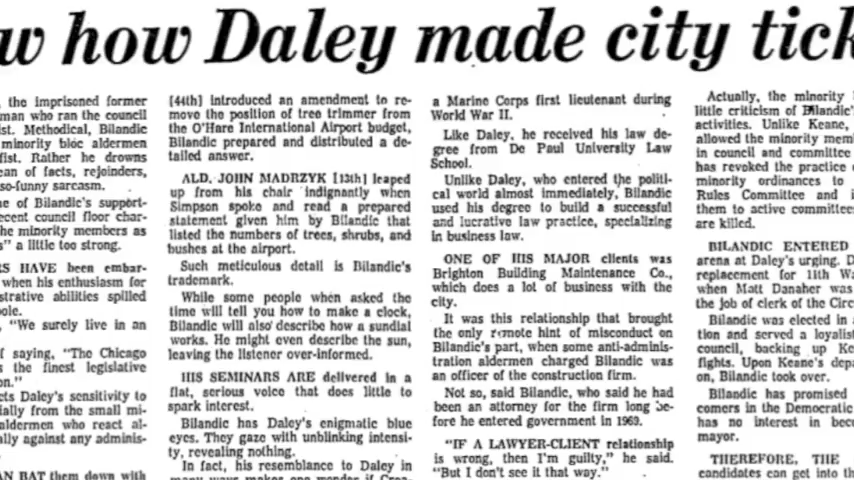 w how Daley made city tick
, the imprisoned former
man who ran the council
ist. Methodical, Bilandic
minority bloc aldermen
fist. Rather he drowns
ean of facts, rejoinders,
so-funny sarcasm.
ne of Bilandic's support-
ecent council floor char-
he minority members as
s" a little too strong.
RS HAVE been embar-
when his enthusiasm for
strative abilities spilled
ole.
"We surely live in an
f saying, "The Chicago
s the finest legislative
on."
cts Daley's sensitivity to
ially from the small mi-
aldermen who react al-
ally against any adminis-
AN BAT them down with
[44th] introduced an amendment to re-
move the position of tree trimmer from
the O'Hare International Airport budget,
Bilandic prepared and distributed a de-
tailed answer.
ALD. JOHN MADRZYK [13th] leaped
up from his chair indignantly when
Simpson spoke and read a prepared
statement given him by Bilandic that
listed the numbers of trees, shrubs, and
bushes at the airport.
Such meticulous detail is Bilandic's
trademark.
While some people when asked the
time will tell you how to make a clock,
Bilandic will also describe how a sundial
works. He might even describe the sun,
leaving the listener over-informed.
HIS SEMINARS ARE delivered in a
flat, serious voice that does little to
spark interest.
Bilandic has Daley's enigmatic blue
eyes. They gaze with unblinking intensi-
ty, revealing nothing.
In fact, his resemblance to Daley in
many ways makes one wonder if
a Marine Corps first lieutenant during
World War II.
Like Daley, he received his law de-
gree from De Paul University Law
School.
Unlike Daley, who entered the politi-
cal world almost immediately, Bilandic
used his degree to build a successful
and lucrative law practice, specializing
in business law.
ONE OF HIS MAJOR clients was
Brighton Building Maintenance Co.,
which does a lot of business with the
city.
It was this relationship that brought
the only remote hint of misconduct on
Bilandic's part, when some anti-adminis-
tration aldermen charged Bilandic was
an officer of the construction firm.
Not so, said Bilandic, who said he had
been an attorney for the firm long be-
fore he entered government in 1969.
"IF A LAWYER-CLIENT relationship
is wrong, then I'm guilty," he said.
"But I don't see it that way."
Actually, the minority
little criticism of Bilandic'
activities. Unlike Keane,
allowed the minority mem
in council and committee
has revoked the practice
minority ordinances to
Rules Committee and i
them to active committee
are killed.
BILANDIC ENTERED
arena at Daley's urging. D
replacement for 11th Wa
when Matt Danaher was
the job of clerk of the Circ
Bilandic was elected in
tion and served a loyalis
council, backing up Ke
fights. Upon Keane's depa
on, Bilandic took over.
Bilandic has promised
comers in the Democratic
has no interest in beco
mayor.
THEREFORE, THE
candidates can get into th